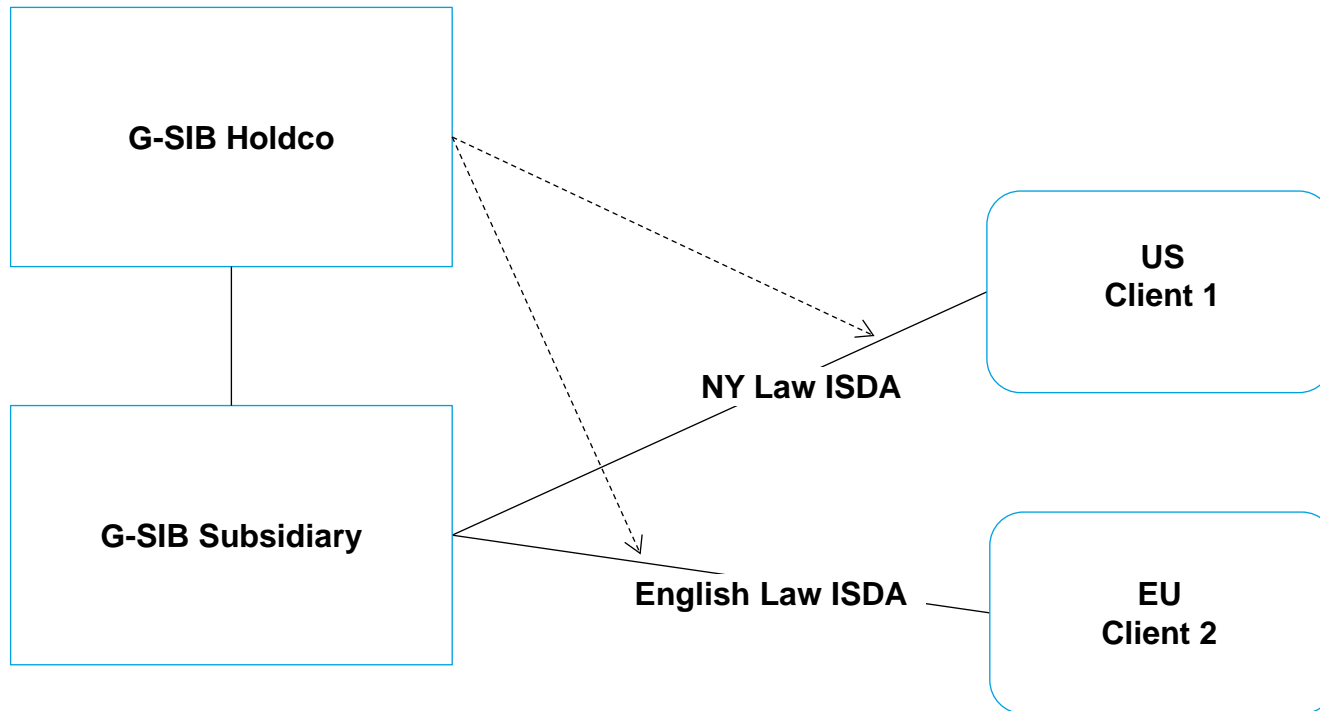 G-SIB Holdco
US
Client 1
NY Law ISDA
G-SIB Subsidiary
English Law ISDA
EU
Client 2